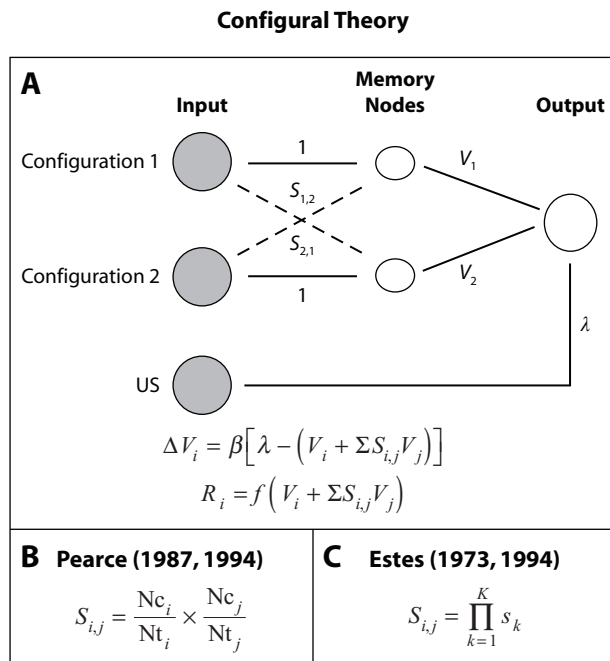 Configural Theory
A
Input
Memory
Nodes
Output
Configuration 1
1
V₁
S₁,₂
S₂,₁
Configuration 2
1
V₂
λ
US
ΔVᵢ = β[λ − (Vᵢ + ΣSᵢ,ⱼVⱼ)]
Rᵢ = f(Vᵢ + ΣSᵢ,ⱼVⱼ)
B Pearce (1987, 1994)
Sᵢ,ⱼ = Ncᵢ/Ntᵢ × Ncⱼ/Ntⱼ
C Estes (1973, 1994)
Sᵢ,ⱼ = ∏ₖ₌₁ᴷ sₖ